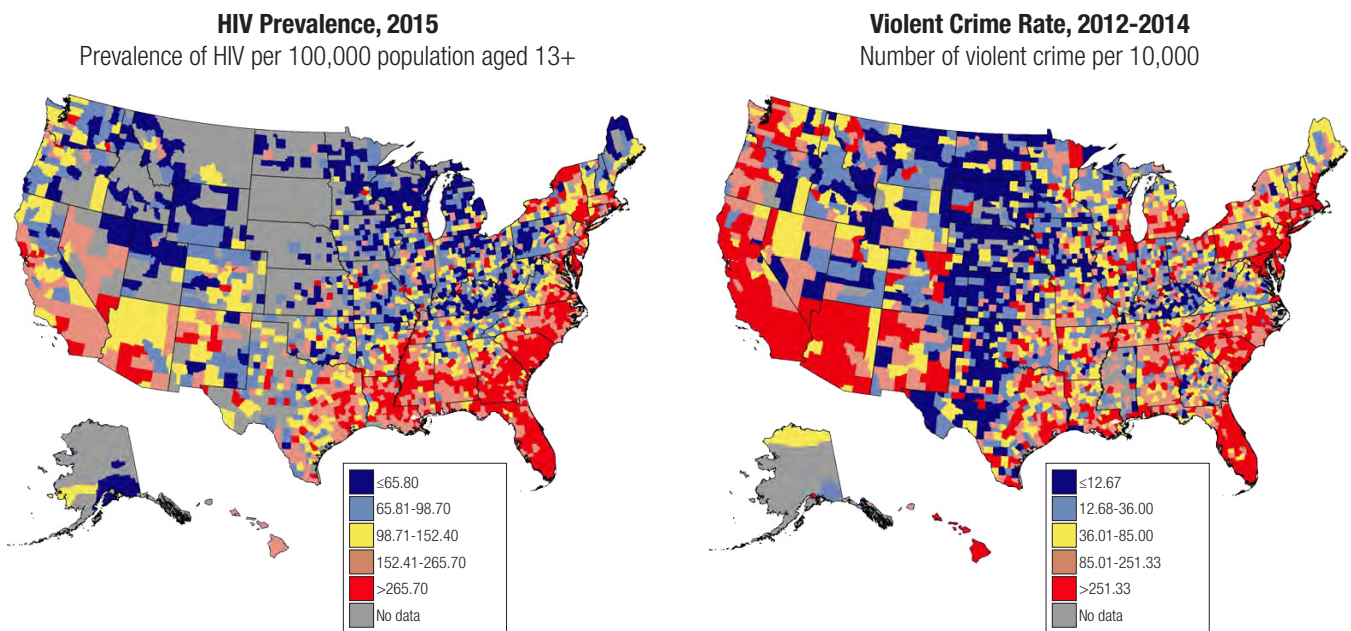 HIV Prevalence, 2015
Prevalence of HIV per 100,000 population aged 13+
≤65.80
65.81-98.70
98.71-152.40
152.41-265.70
>265.70
No data
Violent Crime Rate, 2012-2014
Number of violent crime per 10,000
≤12.67
12.68-36.00
36.01-85.00
85.01-251.33
>251.33
No data